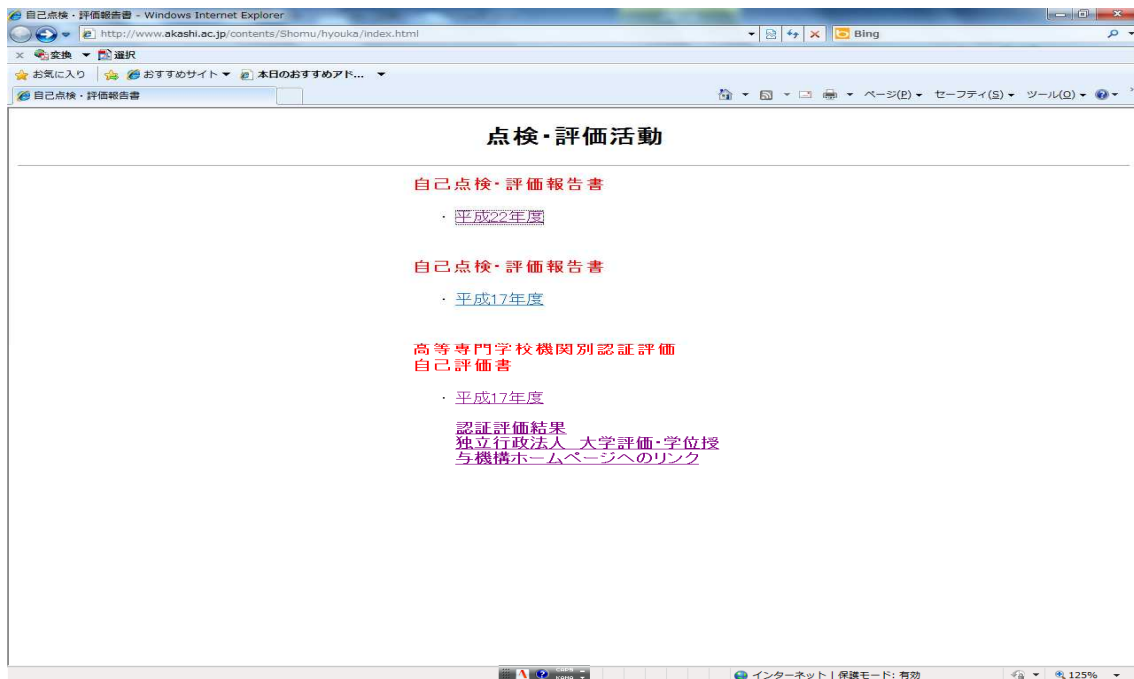 自己点検・評価報告書 - Windows Internet Explorer
http://www.akashi.ac.jp/contents/Shomu/hyouka/index.html
Bing
× 変換 選択
お気に入り おすすめサイト 本日のおすすめアド...
自己点検・評価報告書
ページ(P) セーフティ(S) ツール(O)
点検・評価活動
自己点検・評価報告書
・ 平成22年度
自己点検・評価報告書
・ 平成17年度
高等専門学校機関別認証評価
自己評価書
・ 平成17年度
認証評価結果
独立行政法人 大学評価・学位授
与機構ホームページへのリンク
インターネット | 保護モード: 有効
125%